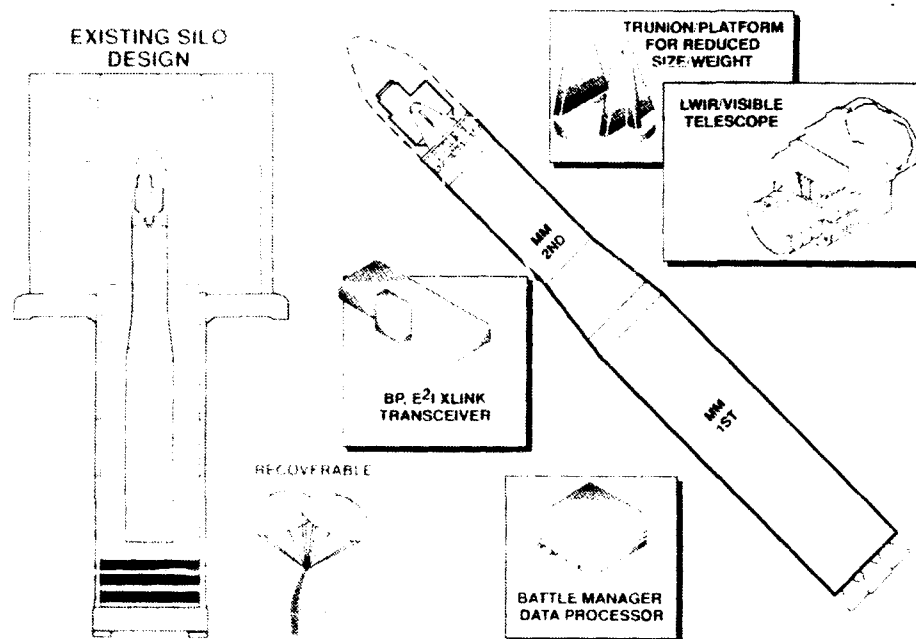 EXISTING SILO
DESIGN
TRUNION/PLATFORM
FOR REDUCED
SIZE/WEIGHT
LWIR/VISIBLE
TELESCOPE
MM
2ND
BP, E²I XLINK
TRANSCEIVER
MM
1ST
RECOVERABLE
BATTLE MANAGER
DATA PROCESSOR